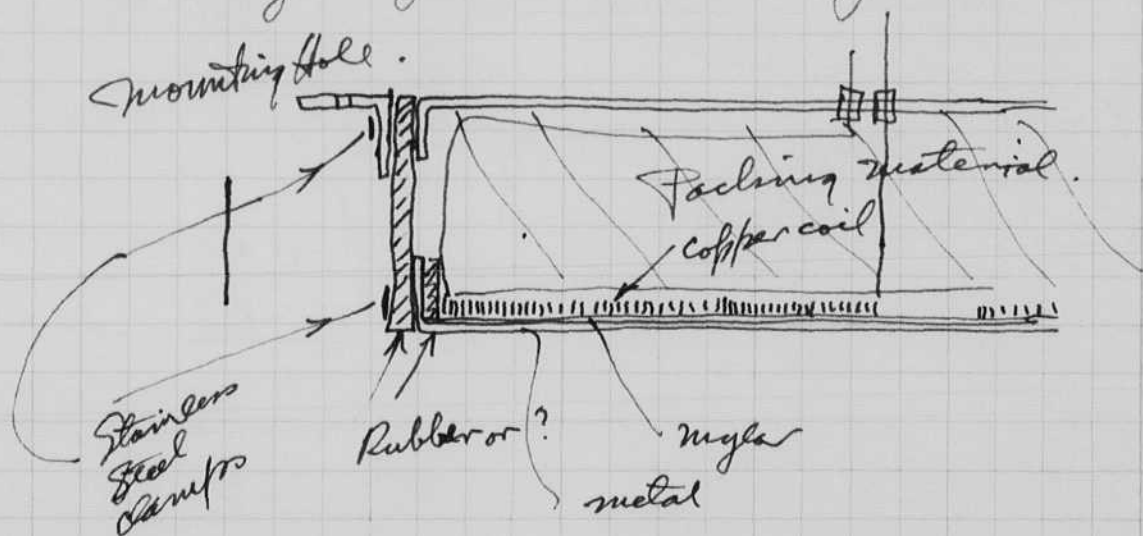 Mounting Hole.
Packing material.
copper coil
Stainless
Steel
clamps
Rubber or ?
mylar
metal